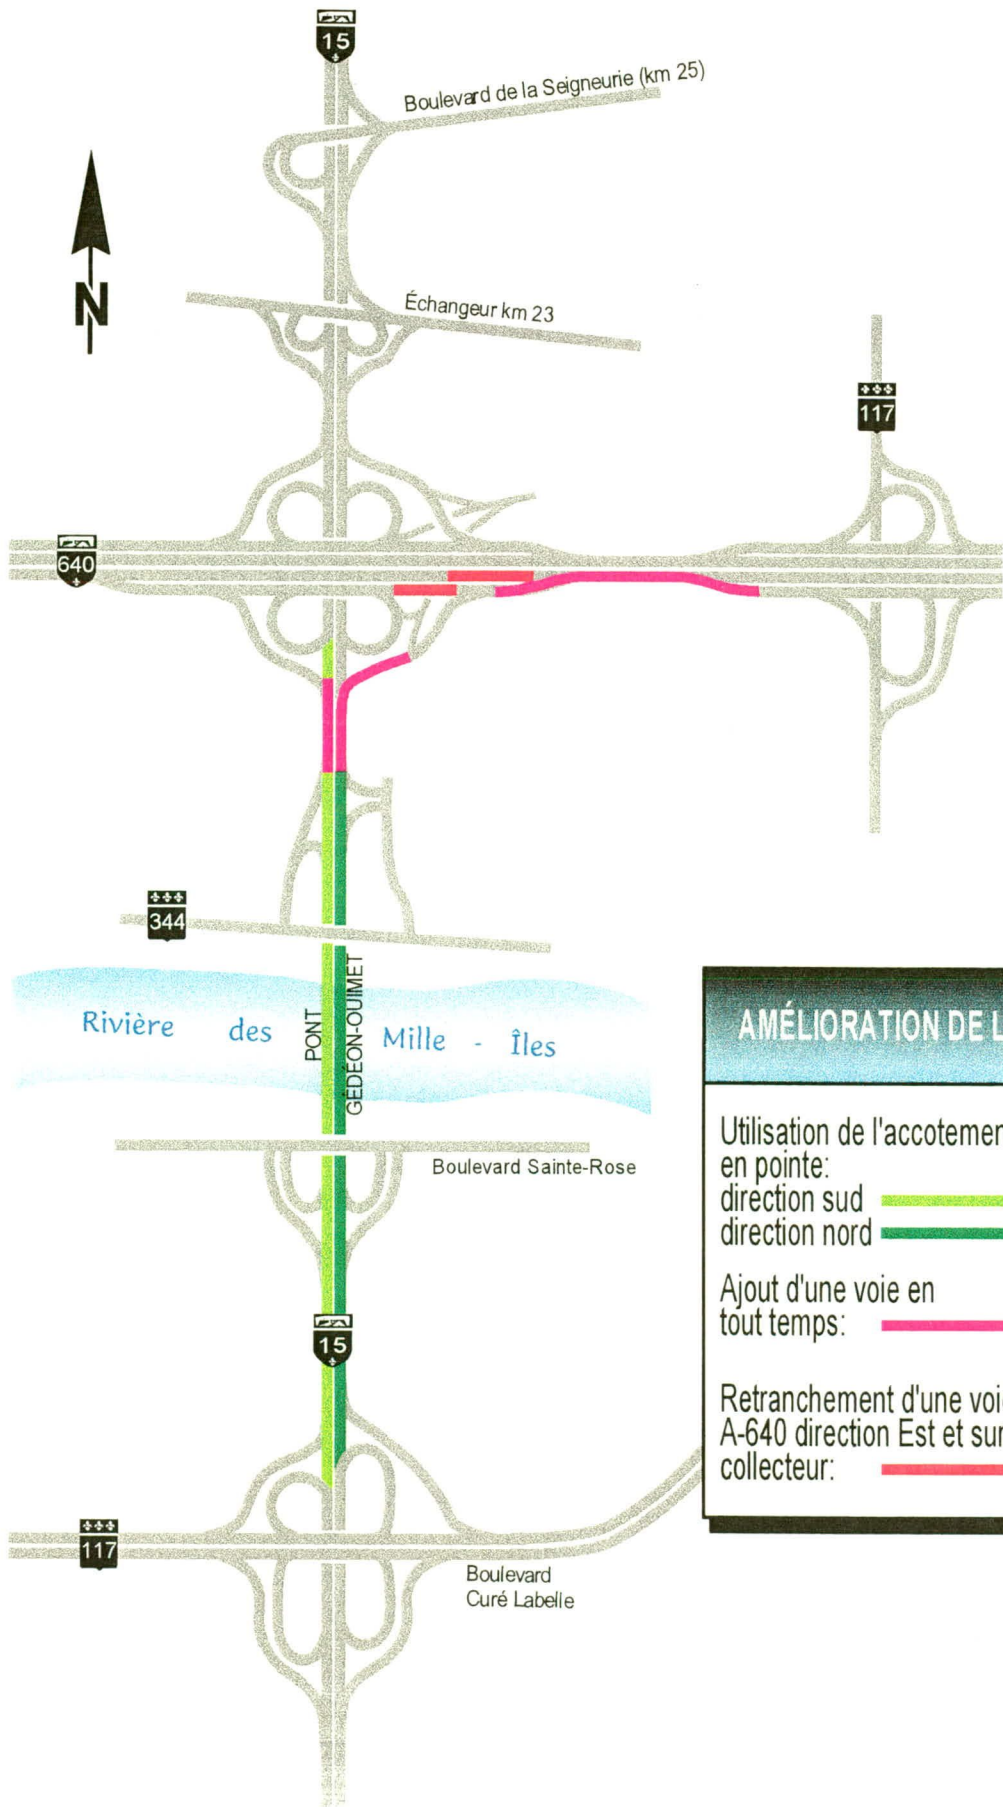 15
Boulevard de la Seigneurie (km 25)
N
Échangeur km 23
117
640
344
Rivière des Mille - Îles
PONT
GÉDÉON-OUIMET
Boulevard Sainte-Rose
15
117
Boulevard
Curé Labelle
AMÉLIORATION DE L
Utilisation de l'accotemen
en pointe:
direction sud
direction nord
Ajout d'une voie en
tout temps:
Retranchement d'une voie
A-640 direction Est et sur
collecteur: